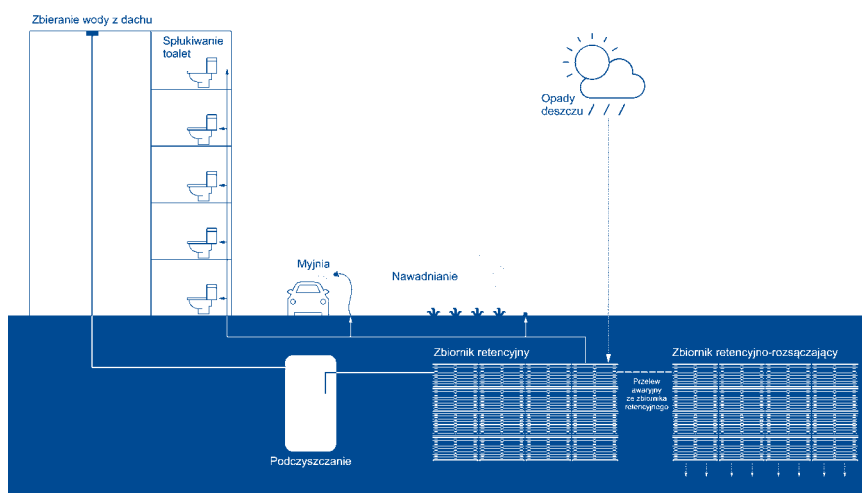 Zbieranie wody z dachu
Spłukiwanie
toalet
Opady
deszczu
Myjnia
Nawadnianie
Zbiornik retencyjny
Zbiornik retencyjno-rozsączający
Przelew
awaryjny
ze zbiornika
retencyjnego
Podczyszczanie